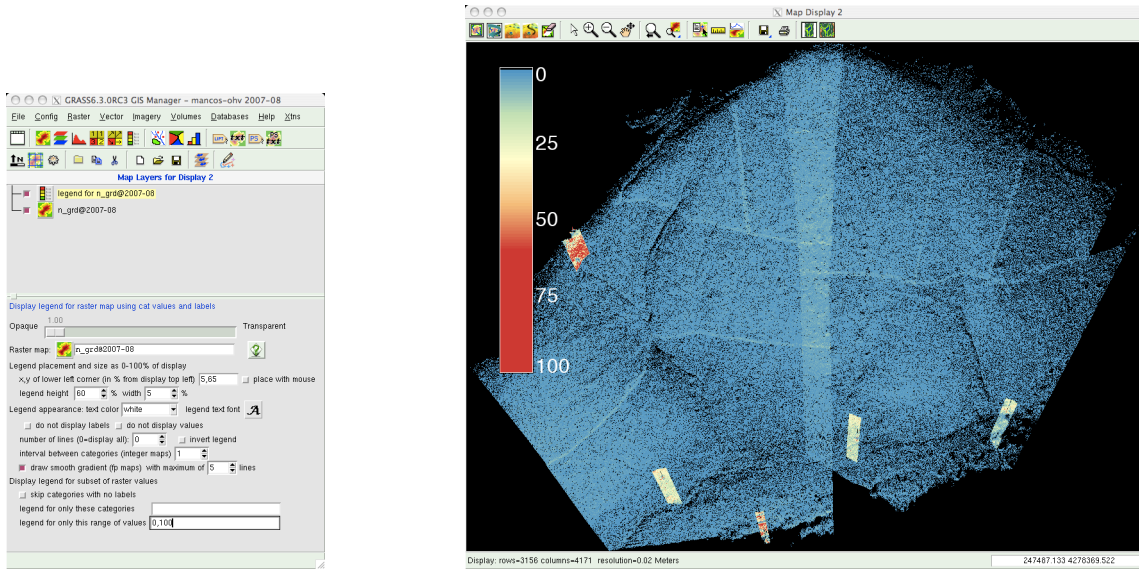 GRASS6.3.0RC3 GIS Manager - mancos-ohv 2007-08
File Config Raster Vector Imagery Volumes Databases Help Xtns
Map Layers for Display 2
legend for n_grd@2007-08
n_grd@2007-08
Display legend for raster map using cat values and labels
1.00
Opaque Transparent
Raster map: n_grd@2007-08
Legend placement and size as 0-100% of display
x,y of lower left corner (in % from display top left) 5,65 place with mouse
legend height 60 % width 5 %
Legend appearance: text color white legend text font A
do not display labels do not display values
number of lines (0=display all): 0 invert legend
interval between categories (integer maps) 1
draw smooth gradient (fp maps) with maximum of 5 lines
Display legend for subset of raster values
skip categories with no labels
legend for only these categories
legend for only this range of values 0,100
Map Display 2
0
25
50
75
100
Display: rows=3156 columns=4171 resolution=0.02 Meters
247487.133 4278369.522